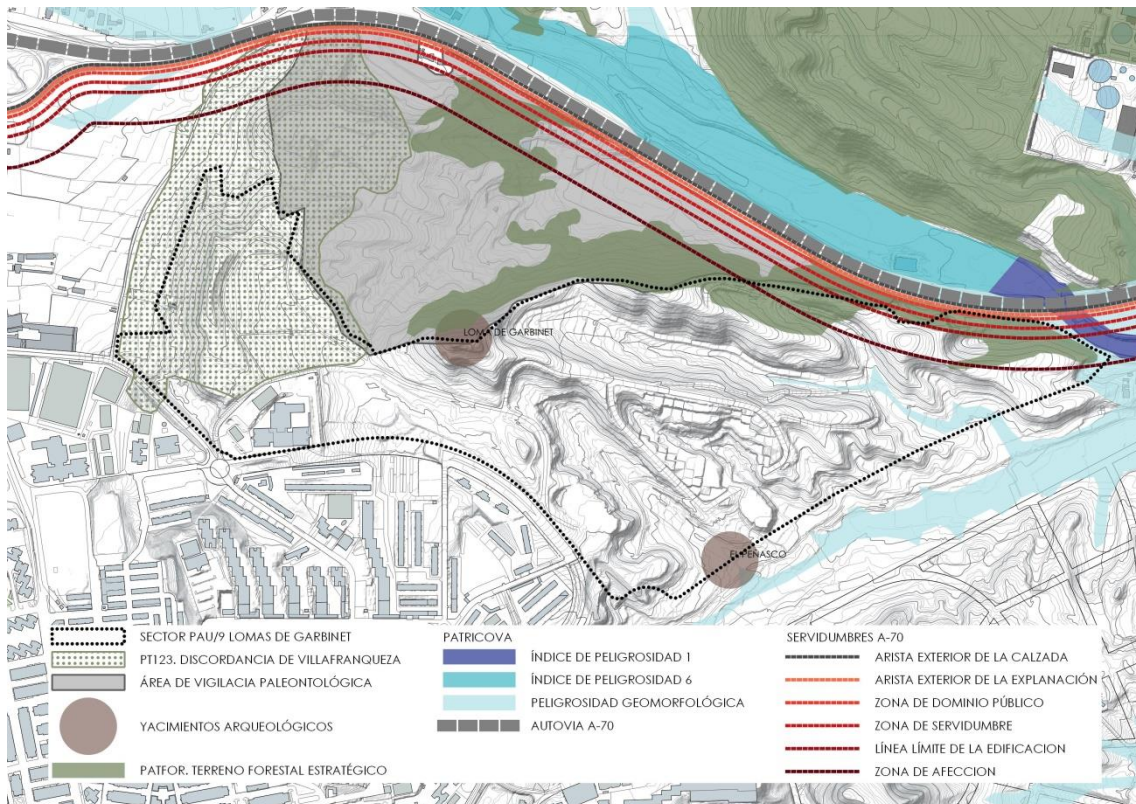 LOMA DE GARBINET
EL PEÑASCO
SECTOR PAU/9 LOMAS DE GARBINET
PT123. DISCORDANCIA DE VILLAFRANQUEZA
ÁREA DE VIGILACIA PALEONTOLÓGICA
YACIMIENTOS ARQUEOLÓGICOS
PATFOR. TERRENO FORESTAL ESTRATÉGICO
PATRICOVA
ÍNDICE DE PELIGROSIDAD 1
ÍNDICE DE PELIGROSIDAD 6
PELIGROSIDAD GEOMORFOLÓGICA
AUTOVIA A-70
SERVIDUMBRES A-70
ARISTA EXTERIOR DE LA CALZADA
ARISTA EXTERIOR DE LA EXPLANACIÓN
ZONA DE DOMINIO PÚBLICO
ZONA DE SERVIDUMBRE
LÍNEA LÍMITE DE LA EDIFICACION
ZONA DE AFECCION